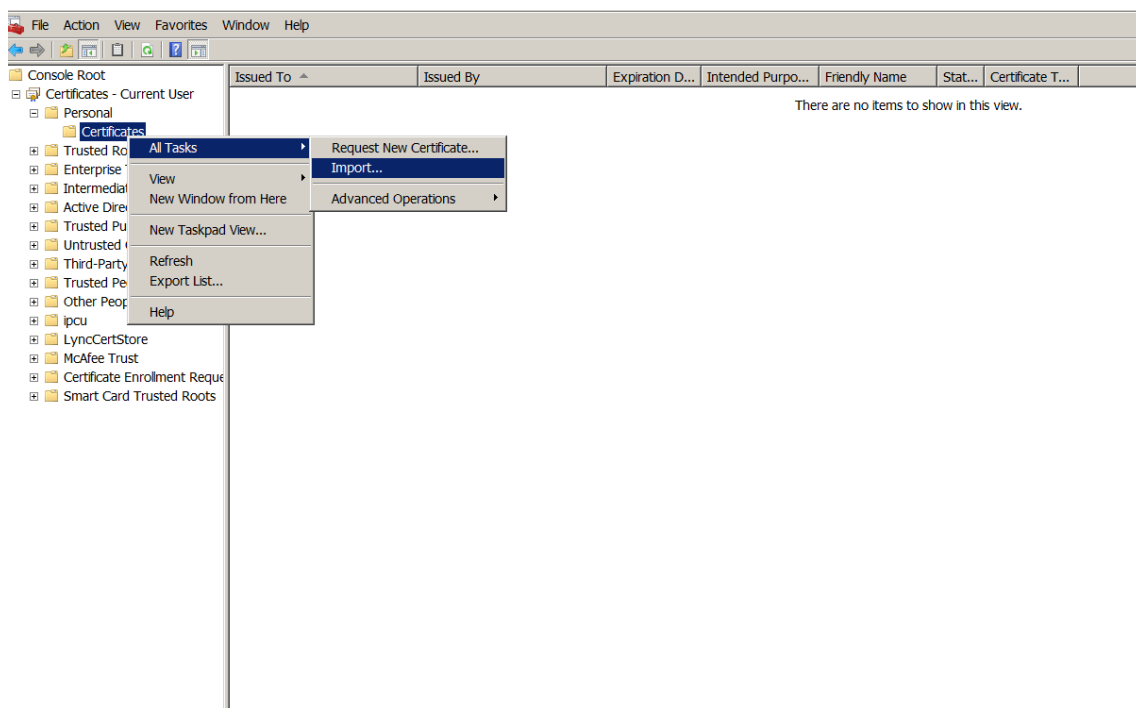 File Action View Favorites Window Help
Console Root
Issued To
Issued By
Expiration D...
Intended Purpo...
Friendly Name
Stat...
Certificate T...
Certificates - Current User
There are no items to show in this view.
Personal
Certificates
Trusted Ro
Enterprise
Intermediat
Active Dire
Trusted Pu
Untrusted
Third-Party
Trusted Pe
Other Peop
ipcu
LyncCertStore
McAfee Trust
Certificate Enrollment Reque
Smart Card Trusted Roots
All Tasks
View
New Window from Here
New Taskpad View...
Refresh
Export List...
Help
Request New Certificate...
Import...
Advanced Operations